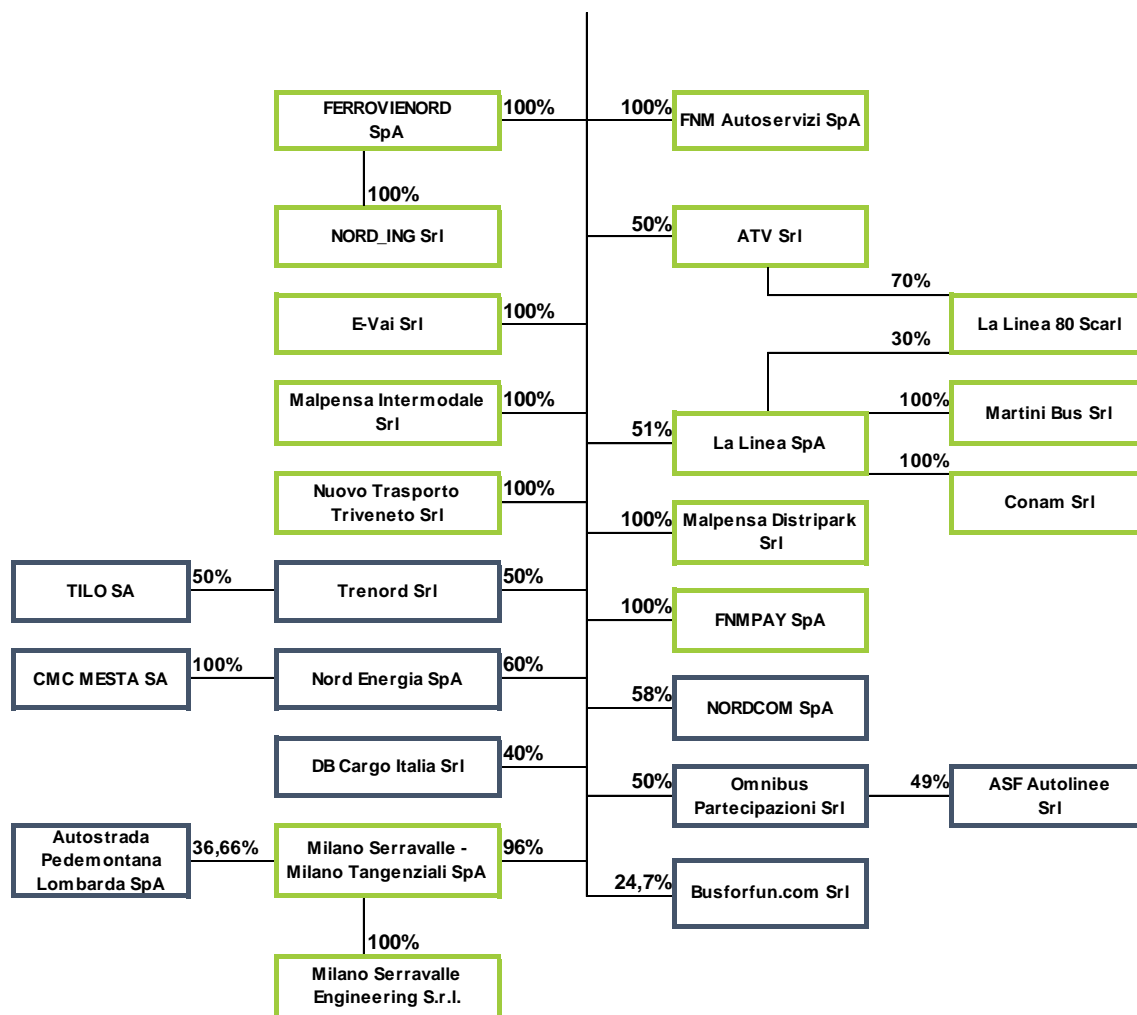 FERROVIENORD
SpA
100%
100%
FNM Autoservizi SpA
100%
NORD_ING Srl
50%
ATV Srl
70%
La Linea 80 Scarl
30%
E-Vai Srl
100%
Malpensa Intermodale
Srl
100%
51%
La Linea SpA
100%
Martini Bus Srl
100%
Conam Srl
Nuovo Trasporto
Triveneto Srl
100%
100%
Malpensa Distripark
Srl
TILO SA
50%
Trenord Srl
50%
100%
FNMPAY SpA
CMC MESTA SA
100%
Nord Energia SpA
60%
58%
NORDCOM SpA
DB Cargo Italia Srl
40%
50%
Omnibus
Partecipazioni Srl
49%
ASF Autolinee
Srl
Autostrada
Pedemontana
Lombarda SpA
36,66%
Milano Serravalle -
Milano Tangenziali SpA
96%
24,7%
Busforfun.com Srl
100%
Milano Serravalle
Engineering S.r.l.